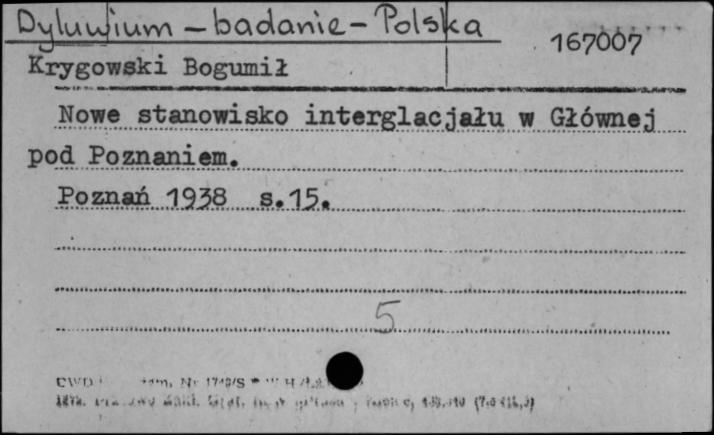 Dyluwium – badanie – Polska
167007
Krygowski Bogumił
Nowe stanowisko interglacjału w Głównej
pod Poznaniem.
Poznań 1938 s.15.
5